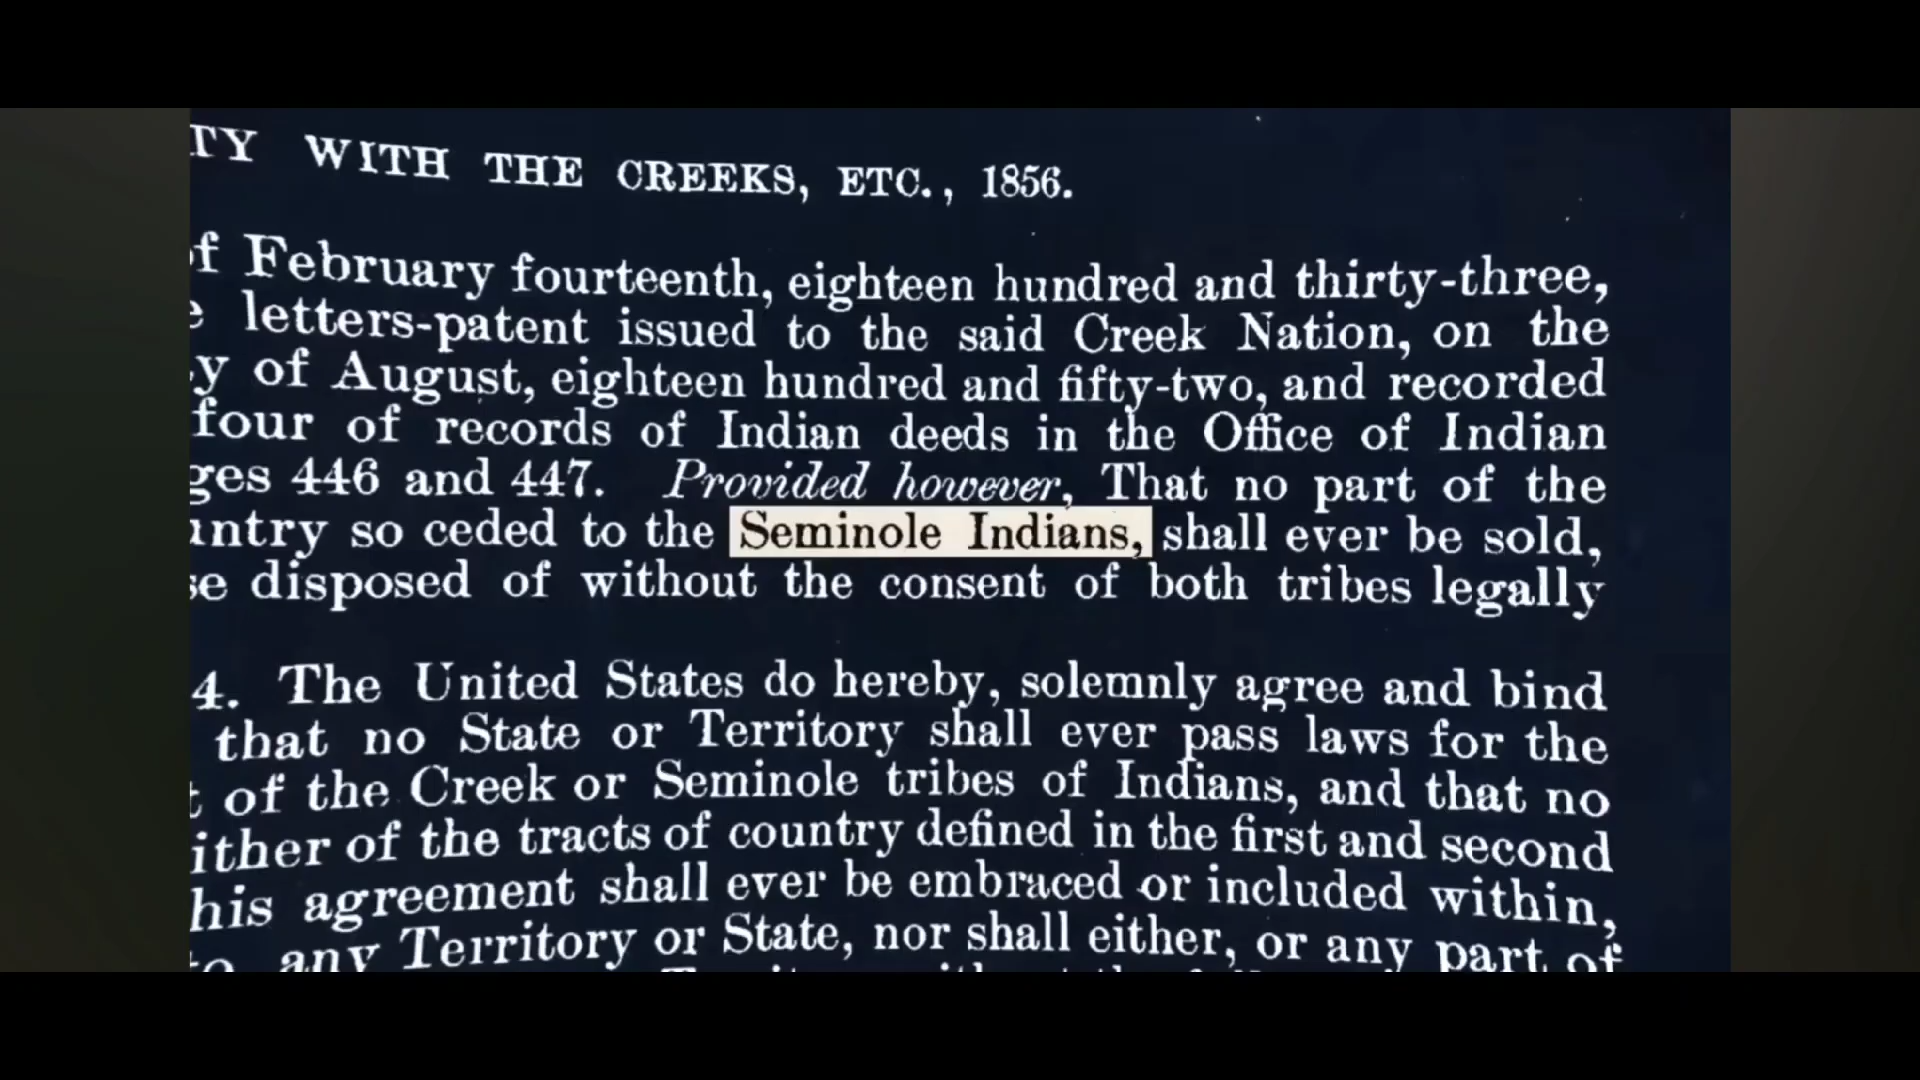 TY WITH THE CREEKS, ETC., 1856.
of February fourteenth, eighteen hundred and thirty-three,
letters-patent issued to the said Creek Nation, on the
y of August, eighteen hundred and fifty-two, and recorded
four of records of Indian deeds in the Office of Indian
ges 446 and 447. Provided however, That no part of the
untry so ceded to the Seminole Indians, shall ever be sold,
se disposed of without the consent of both tribes legally
4. The United States do hereby, solemnly agree and bind
that no State or Territory shall ever pass laws for the
t of the Creek or Seminole tribes of Indians, and that no
ither of the tracts of country defined in the first and second
his agreement shall ever be embraced or included within,
to any Territory or State, nor shall either, or any part of